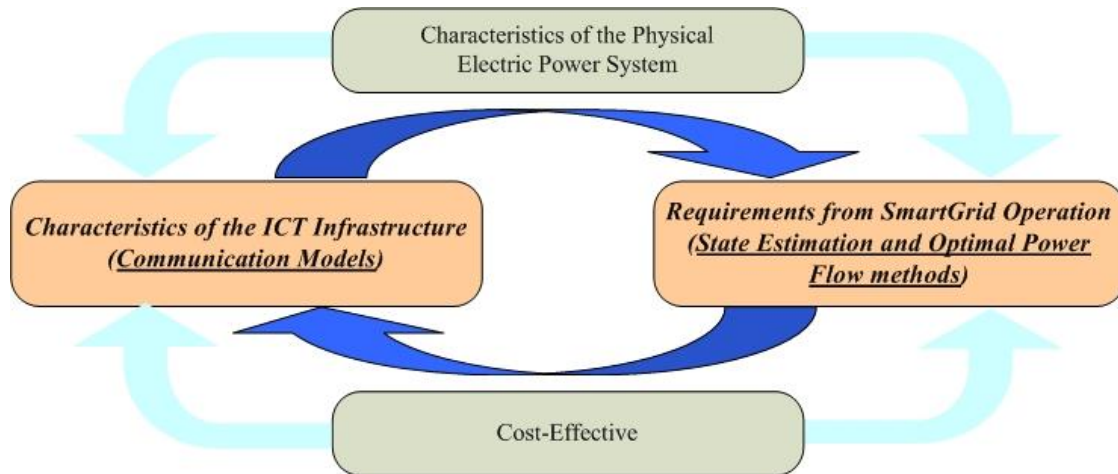 Characteristics of the Physical
Electric Power System
Characteristics of the ICT Infrastructure
(Communication Models)
Requirements from SmartGrid Operation
(State Estimation and Optimal Power
Flow methods)
Cost-Effective